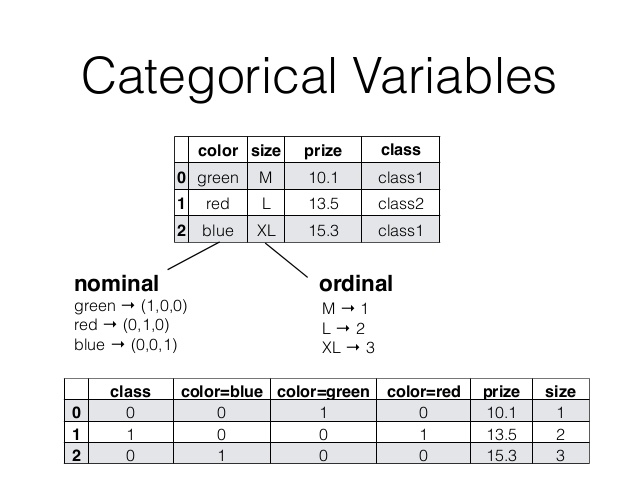 Categorical Variables
color size prize class
0 green M 10.1 class1
1 red L 13.5 class2
2 blue XL 15.3 class1
nominal ordinal
green → (1,0,0) M → 1
red → (0,1,0) L → 2
blue → (0,0,1) XL → 3
class color=blue color=green color=red prize size
0 0 0 1 0 10.1 1
1 1 0 0 1 13.5 2
2 0 1 0 0 15.3 3